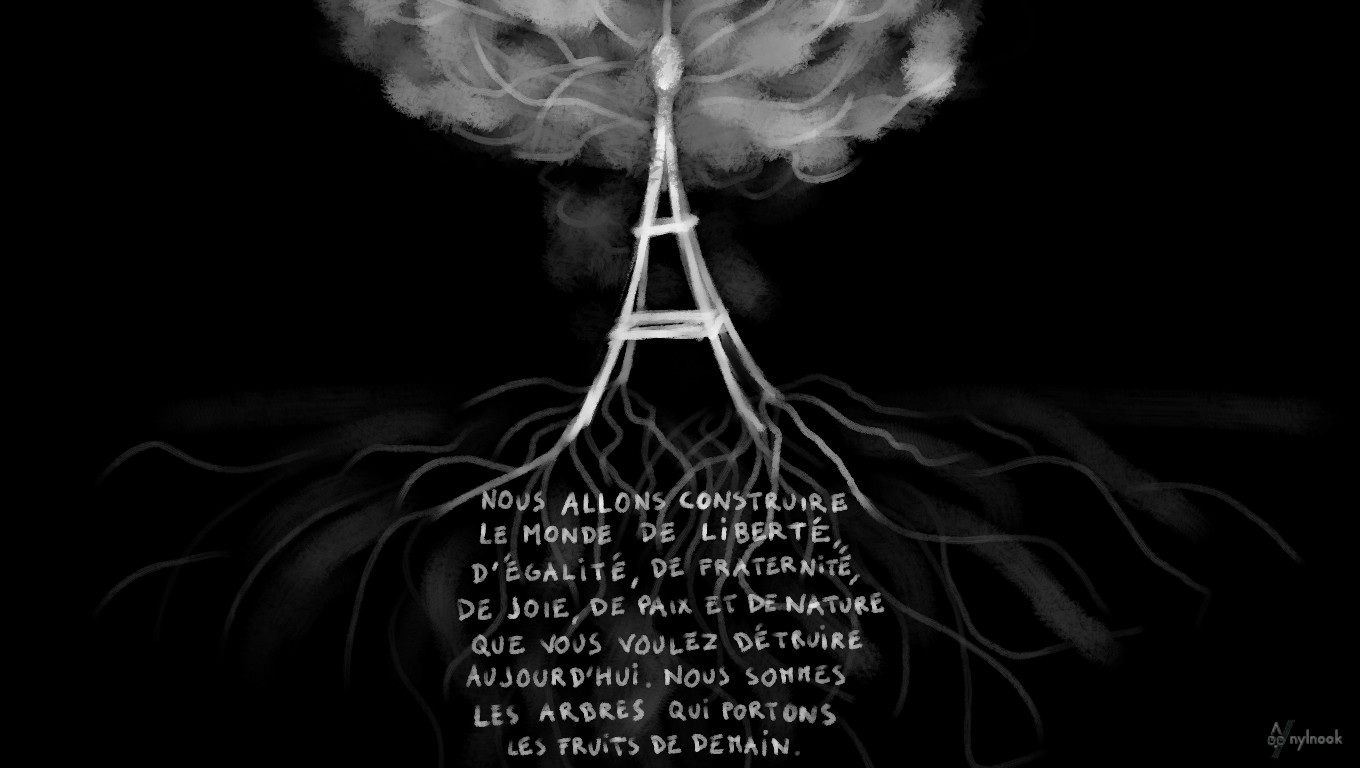 NOUS ALLONS CONSTRUIRE
LE MONDE DE LiBERTÉ,
D'ÉGALiTÉ, DE FRATERNiTÉ,
DE JOIE, DE PAIX ET DE NATURE
QUE VOUS VOULEZ DÉTRUiRE
AUJOURD'HUi. NOUS SOMMES
LES ARBRES QUi PORTONS
LES FRUiTS DE DEMAiN.
nylnook